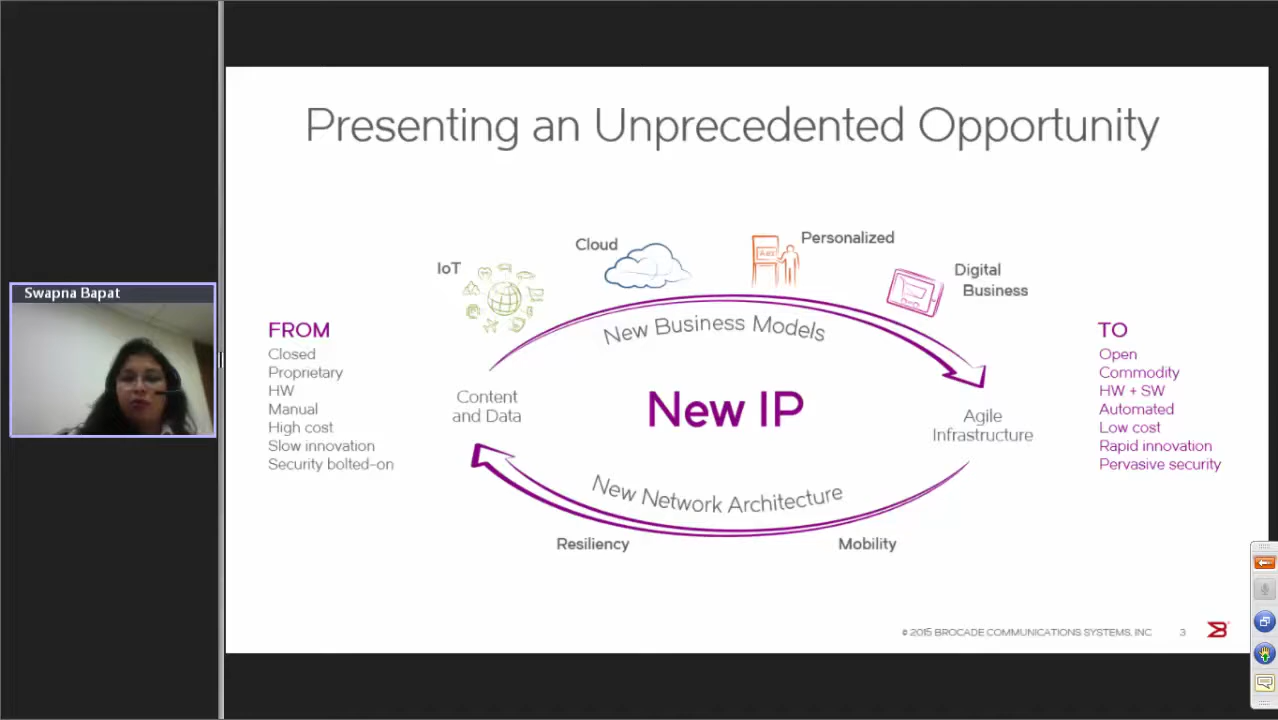 Swapna Bapat
Presenting an Unprecedented Opportunity
Cloud
Personalized
IoT
Digital
Business
FROM
Closed
Proprietary
HW
Manual
High cost
Slow innovation
Security bolted-on
New Business Models
Content
and Data
New IP
Agile
Infrastructure
TO
Open
Commodity
HW + SW
Automated
Low cost
Rapid innovation
Pervasive security
New Network Architecture
Resiliency
Mobility
© 2015 BROCADE COMMUNICATIONS SYSTEMS, INC
3